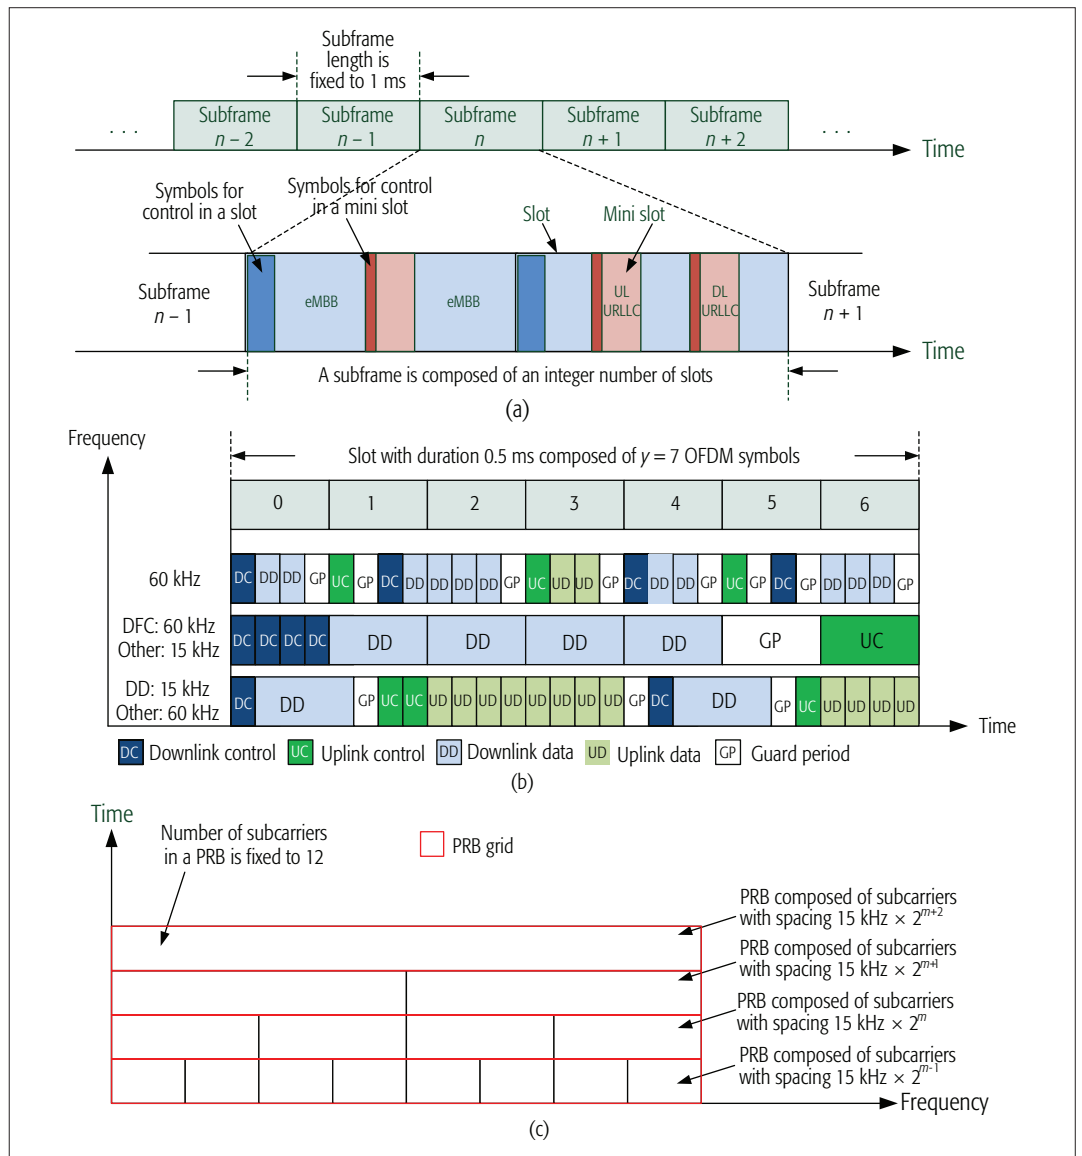 Subframe
length is
fixed to 1 ms
. . .
Subframe
n – 2
Subframe
n – 1
Subframe
n
Subframe
n + 1
Subframe
n + 2
. . .
Time
Symbols for
control in a slot
Symbols for control
in a mini slot
Slot
Mini slot
Subframe
n – 1
eMBB
eMBB
UL
URLLC
DL
URLLC
Subframe
n + 1
Time
A subframe is composed of an integer number of slots
(a)
Frequency
Slot with duration 0.5 ms composed of y = 7 OFDM symbols
0 1 2 3 4 5 6
60 kHz
DC DD DD GP UC GP DC DD DD DD DD GP UC UD UD GP DC DD DD GP UC GP DC GP DD DD DD GP
DFC: 60 kHz
Other: 15 kHz
DC DC DC DC DD DD DD DD GP UC
DD: 15 kHz
Other: 60 kHz
DC DD GP UC UC UD UD UD UD UD UD UD UD GP DC DD GP UC UD UD UD UD
Time
DC Downlink control UC Uplink control DD Downlink data UD Uplink data GP Guard period
(b)
Time
Number of subcarriers
in a PRB is fixed to 12
PRB grid
PRB composed of subcarriers
with spacing 15 kHz × 2^{m+2}
PRB composed of subcarriers
with spacing 15 kHz × 2^{m+1}
PRB composed of subcarriers
with spacing 15 kHz × 2^{m}
PRB composed of subcarriers
with spacing 15 kHz × 2^{m-1}
Frequency
(c)